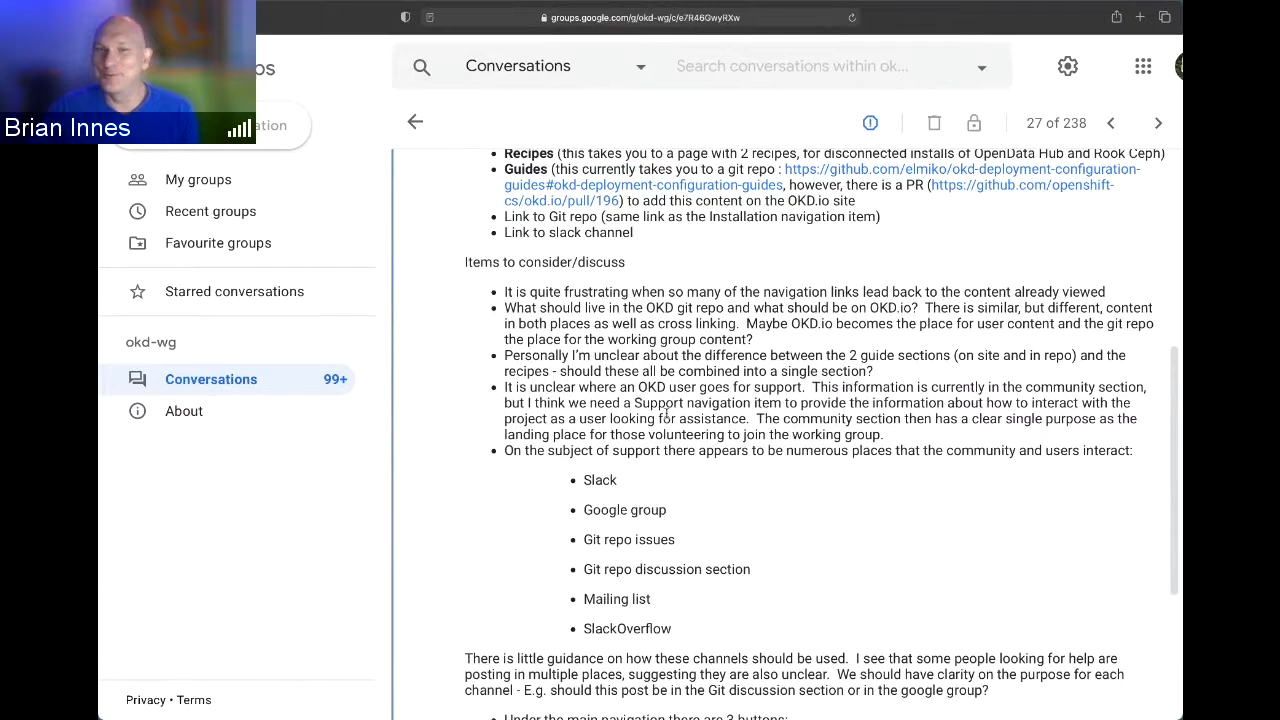 groups.google.com/g/okd-wg/c/e7R46GwyRXw
Brian Innes
os
Conversations
Search conversations within ok...
ation
27 of 238
My groups
Recent groups
Favourite groups
Starred conversations
okd-wg
Conversations
99+
About
Privacy • Terms
• Recipes (this takes you to a page with 2 recipes, for disconnected installs of OpenData Hub and Rook Ceph)
• Guides (this currently takes you to a git repo : https://github.com/elmiko/okd-deployment-configuration-
guides#okd-deployment-configuration-guides, however, there is a PR (https://github.com/openshift-
cs/okd.io/pull/196) to add this content on the OKD.io site
• Link to Git repo (same link as the Installation navigation item)
• Link to slack channel
Items to consider/discuss
• It is quite frustrating when so many of the navigation links lead back to the content already viewed
• What should live in the OKD git repo and what should be on OKD.io? There is similar, but different, content
in both places as well as cross linking. Maybe OKD.io becomes the place for user content and the git repo
the place for the working group content?
• Personally I'm unclear about the difference between the 2 guide sections (on site and in repo) and the
recipes - should these all be combined into a single section?
• It is unclear where an OKD user goes for support. This information is currently in the community section,
but I think we need a Support navigation item to provide the information about how to interact with the
project as a user looking for assistance. The community section then has a clear single purpose as the
landing place for those volunteering to join the working group.
• On the subject of support there appears to be numerous places that the community and users interact:
• Slack
• Google group
• Git repo issues
• Git repo discussion section
• Mailing list
• SlackOverflow
There is little guidance on how these channels should be used. I see that some people looking for help are
posting in multiple places, suggesting they are also unclear. We should have clarity on the purpose for each
channel - E.g. should this post be in the Git discussion section or in the google group?
• Under the main navigation there are 3 buttons: